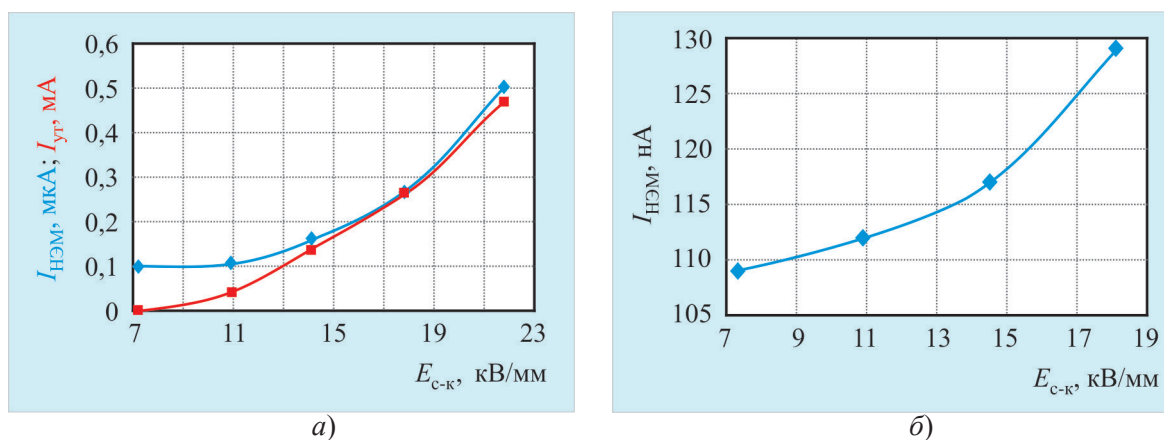 I_НЭМ, мкА; I_ут, мА
0,6
0,5
0,4
0,3
0,2
0,1
0
7 11 15 19 23
E_с-к, кВ/мм
а)
I_НЭМ, нА
130
125
120
115
110
105
7 9 11 13 15 17 19
E_с-к, кВ/мм
б)